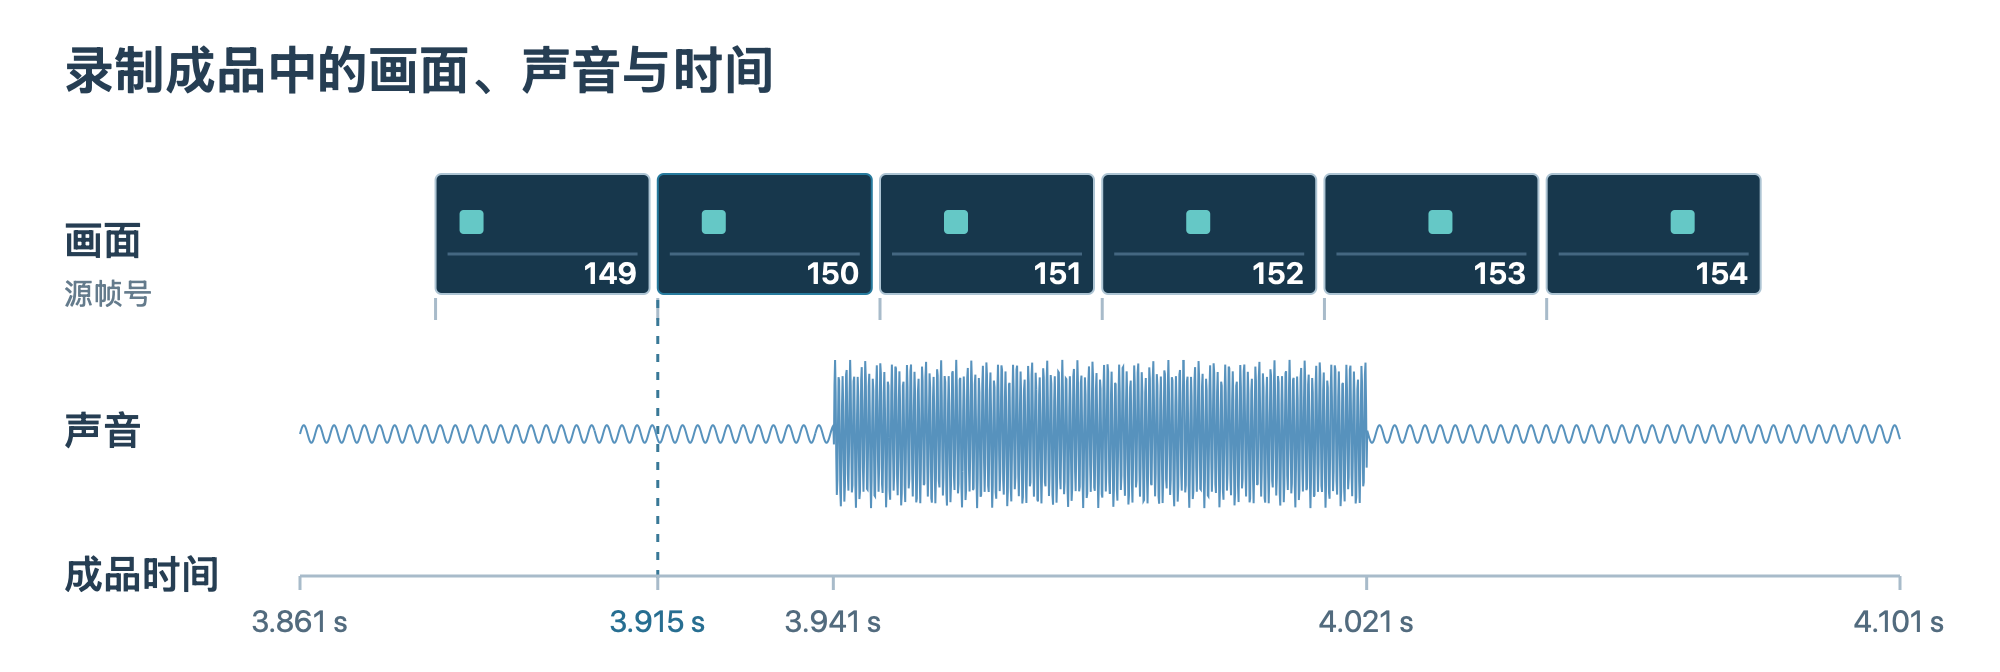 录制成品中的画面、声音与时间
画面
源帧号
149 150 151 152 153 154
声音
成品时间
3.861 s 3.915 s 3.941 s 4.021 s 4.101 s